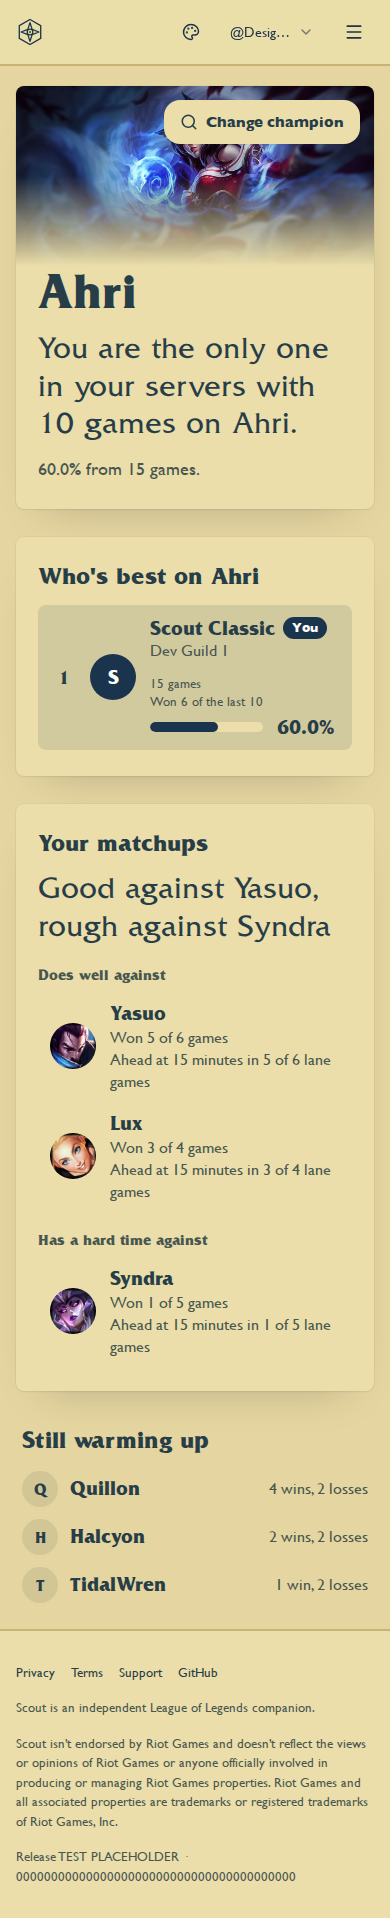 @Desig...
Change champion
Ahri
You are the only one
in your servers with
10 games on Ahri.
60.0% from 15 games.
Who's best on Ahri
1
S
Scout Classic You
Dev Guild 1
15 games
Won 6 of the last 10
60.0%
Your matchups
Good against Yasuo,
rough against Syndra
Does well against
Yasuo
Won 5 of 6 games
Ahead at 15 minutes in 5 of 6 lane
games
Lux
Won 3 of 4 games
Ahead at 15 minutes in 3 of 4 lane
games
Has a hard time against
Syndra
Won 1 of 5 games
Ahead at 15 minutes in 1 of 5 lane
games
Still warming up
Q Quillon 4 wins, 2 losses
H Halcyon 2 wins, 2 losses
T TidalWren 1 win, 2 losses
Privacy Terms Support GitHub
Scout is an independent League of Legends companion.
Scout isn't endorsed by Riot Games and doesn't reflect the views
or opinions of Riot Games or anyone officially involved in
producing or managing Riot Games properties. Riot Games and
all associated properties are trademarks or registered trademarks
of Riot Games, Inc.
Release TEST PLACEHOLDER ·
0000000000000000000000000000000000000000